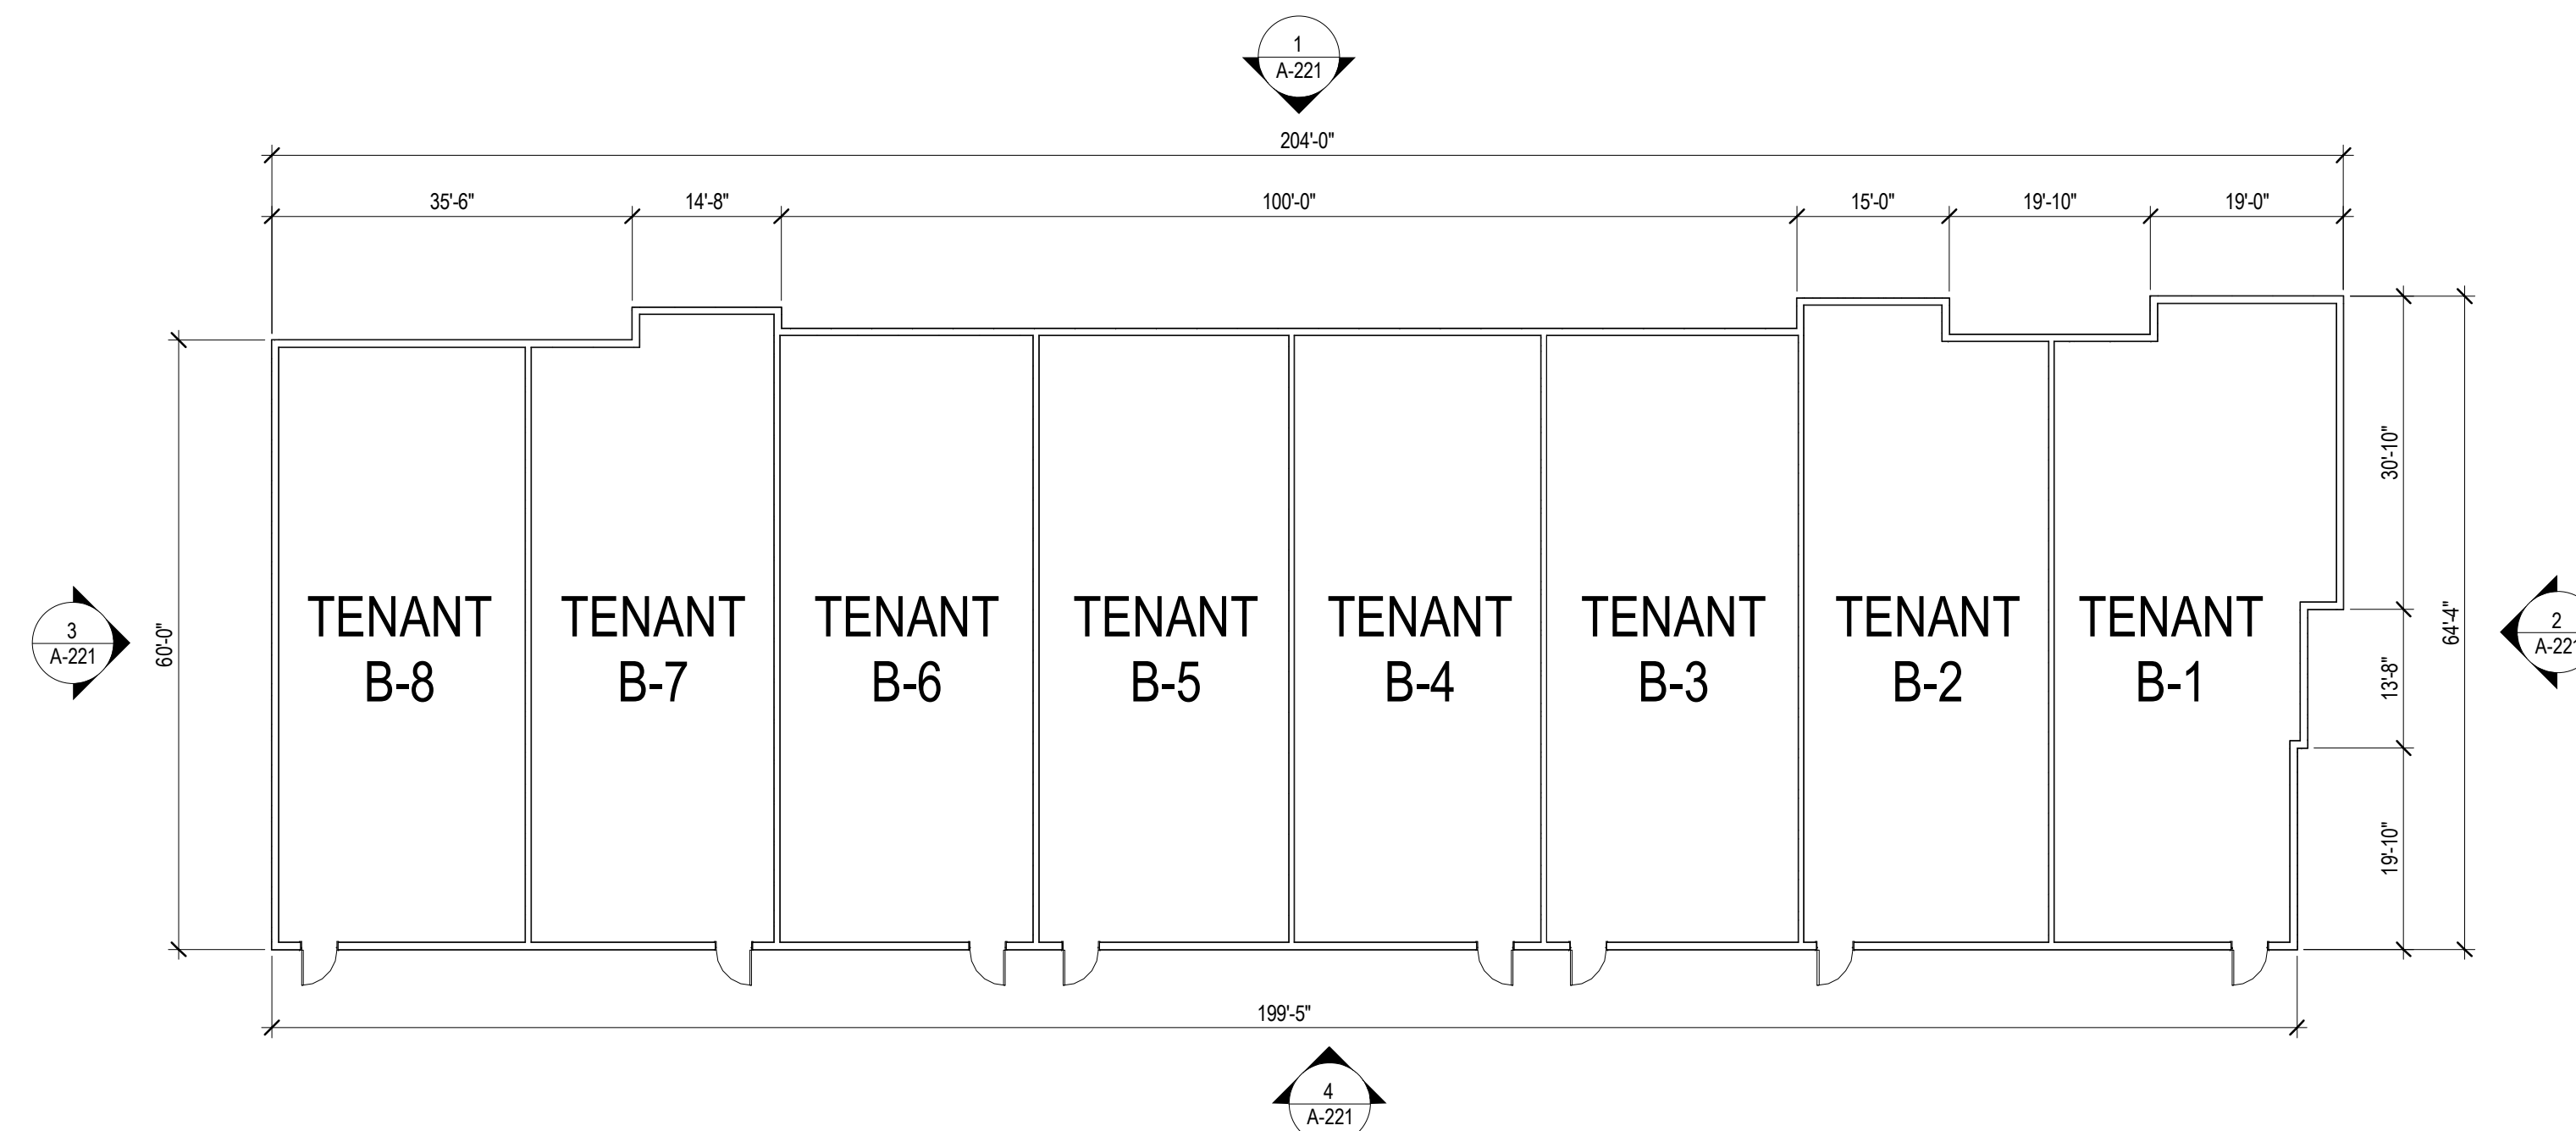 1
A-221
204'-0"
35'-6"
14'-8"
100'-0"
15'-0"
19'-10"
19'-0"
30'-10"
64'-4"
13'-8"
19'-10"
60'-0"
3
A-221
2
A-221
TENANT
B-8
TENANT
B-7
TENANT
B-6
TENANT
B-5
TENANT
B-4
TENANT
B-3
TENANT
B-2
TENANT
B-1
199'-5"
4
A-221